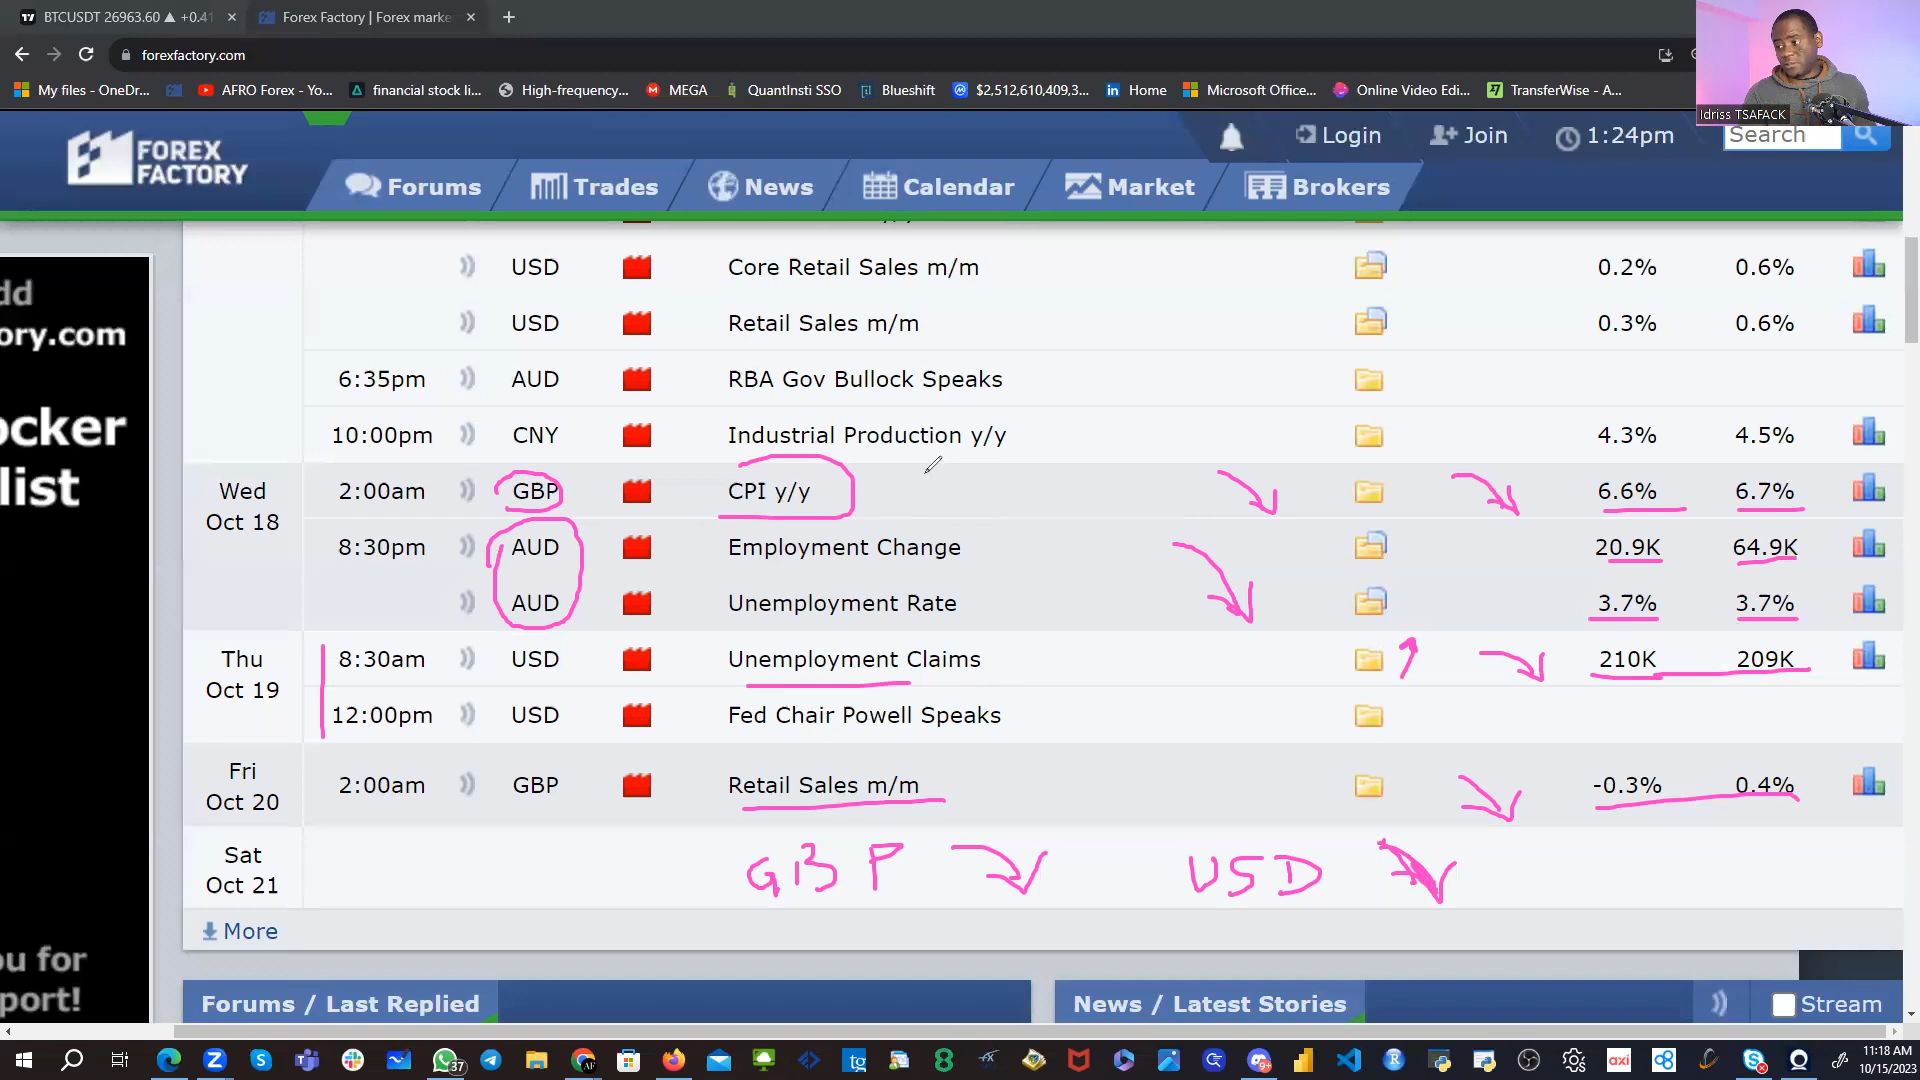 BTCUSDT 26963.60 ▲ +0.41
Forex Factory | Forex marke
forexfactory.com
My files - OneDr...
AFRO Forex - Yo...
financial stock li...
High-frequency...
MEGA
QuantInsti SSO
Blueshift
$2,512,610,409,3...
Home
Microsoft Office...
Online Video Edi...
TransferWise - A...
Idriss TSAFACK
FOREX
FACTORY
Login
Join
1:24pm
Search
Forums
Trades
News
Calendar
Market
Brokers
USD Core Retail Sales m/m 0.2% 0.6%
USD Retail Sales m/m 0.3% 0.6%
6:35pm AUD RBA Gov Bullock Speaks
10:00pm CNY Industrial Production y/y 4.3% 4.5%
Wed
Oct 18
2:00am GBP CPI y/y 6.6% 6.7%
8:30pm AUD Employment Change 20.9K 64.9K
AUD Unemployment Rate 3.7% 3.7%
Thu
Oct 19
8:30am USD Unemployment Claims 210K 209K
12:00pm USD Fed Chair Powell Speaks
Fri
Oct 20
2:00am GBP Retail Sales m/m -0.3% 0.4%
Sat
Oct 21
GBP USD
More
Forums / Last Replied
News / Latest Stories
Stream
dd
ory.com
ocker
list
ou for
port!
37
tg
8
9+
axi
11:18 AM
10/15/2023